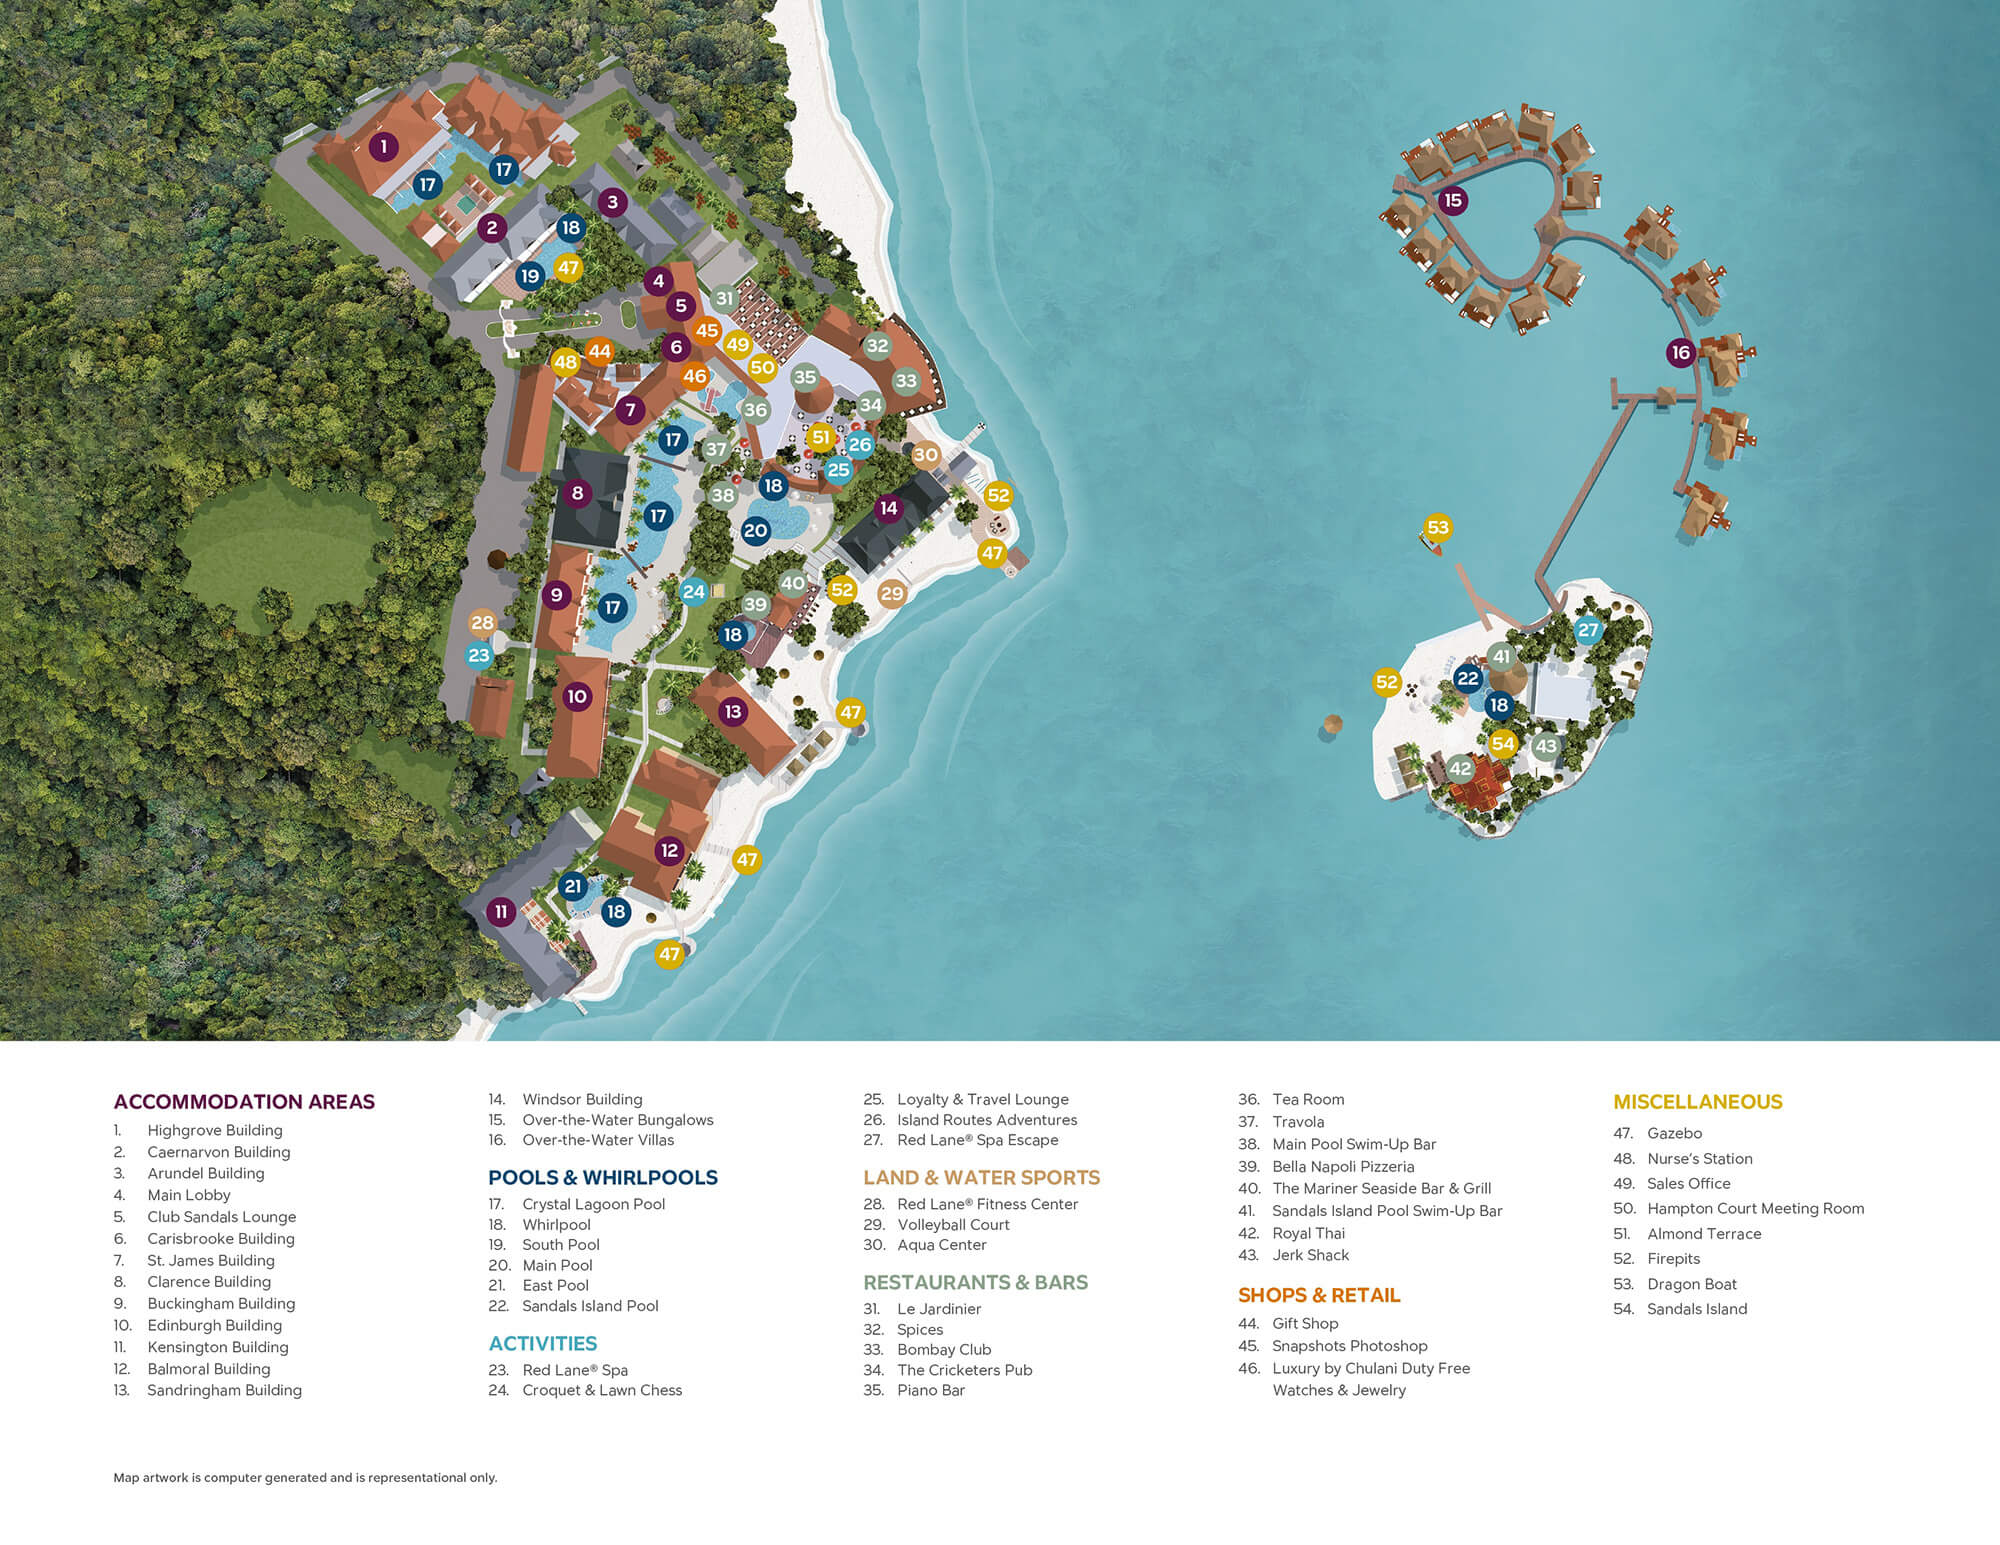 1
17
17
3
2
18
47
19
4
5
31
45
49
32
6
44
48
50
46
35
33
34
7
36
51
17
26
37
30
25
18
8
38
52
14
17
20
47
40
52
24
29
9
39
17
28
18
23
10
13
47
12
47
21
11
18
47
15
16
53
27
41
22
52
18
54
43
42
ACCOMMODATION AREAS
1. Highgrove Building
2. Caernarvon Building
3. Arundel Building
4. Main Lobby
5. Club Sandals Lounge
6. Carisbrooke Building
7. St. James Building
8. Clarence Building
9. Buckingham Building
10. Edinburgh Building
11. Kensington Building
12. Balmoral Building
13. Sandringham Building
14. Windsor Building
15. Over-the-Water Bungalows
16. Over-the-Water Villas
POOLS & WHIRLPOOLS
17. Crystal Lagoon Pool
18. Whirlpool
19. South Pool
20. Main Pool
21. East Pool
22. Sandals Island Pool
ACTIVITIES
23. Red Lane® Spa
24. Croquet & Lawn Chess
25. Loyalty & Travel Lounge
26. Island Routes Adventures
27. Red Lane® Spa Escape
LAND & WATER SPORTS
28. Red Lane® Fitness Center
29. Volleyball Court
30. Aqua Center
RESTAURANTS & BARS
31. Le Jardinier
32. Spices
33. Bombay Club
34. The Cricketers Pub
35. Piano Bar
36. Tea Room
37. Travola
38. Main Pool Swim-Up Bar
39. Bella Napoli Pizzeria
40. The Mariner Seaside Bar & Grill
41. Sandals Island Pool Swim-Up Bar
42. Royal Thai
43. Jerk Shack
SHOPS & RETAIL
44. Gift Shop
45. Snapshots Photoshop
46. Luxury by Chulani Duty Free
Watches & Jewelry
MISCELLANEOUS
47. Gazebo
48. Nurse's Station
49. Sales Office
50. Hampton Court Meeting Room
51. Almond Terrace
52. Firepits
53. Dragon Boat
54. Sandals Island
Map artwork is computer generated and is representational only.